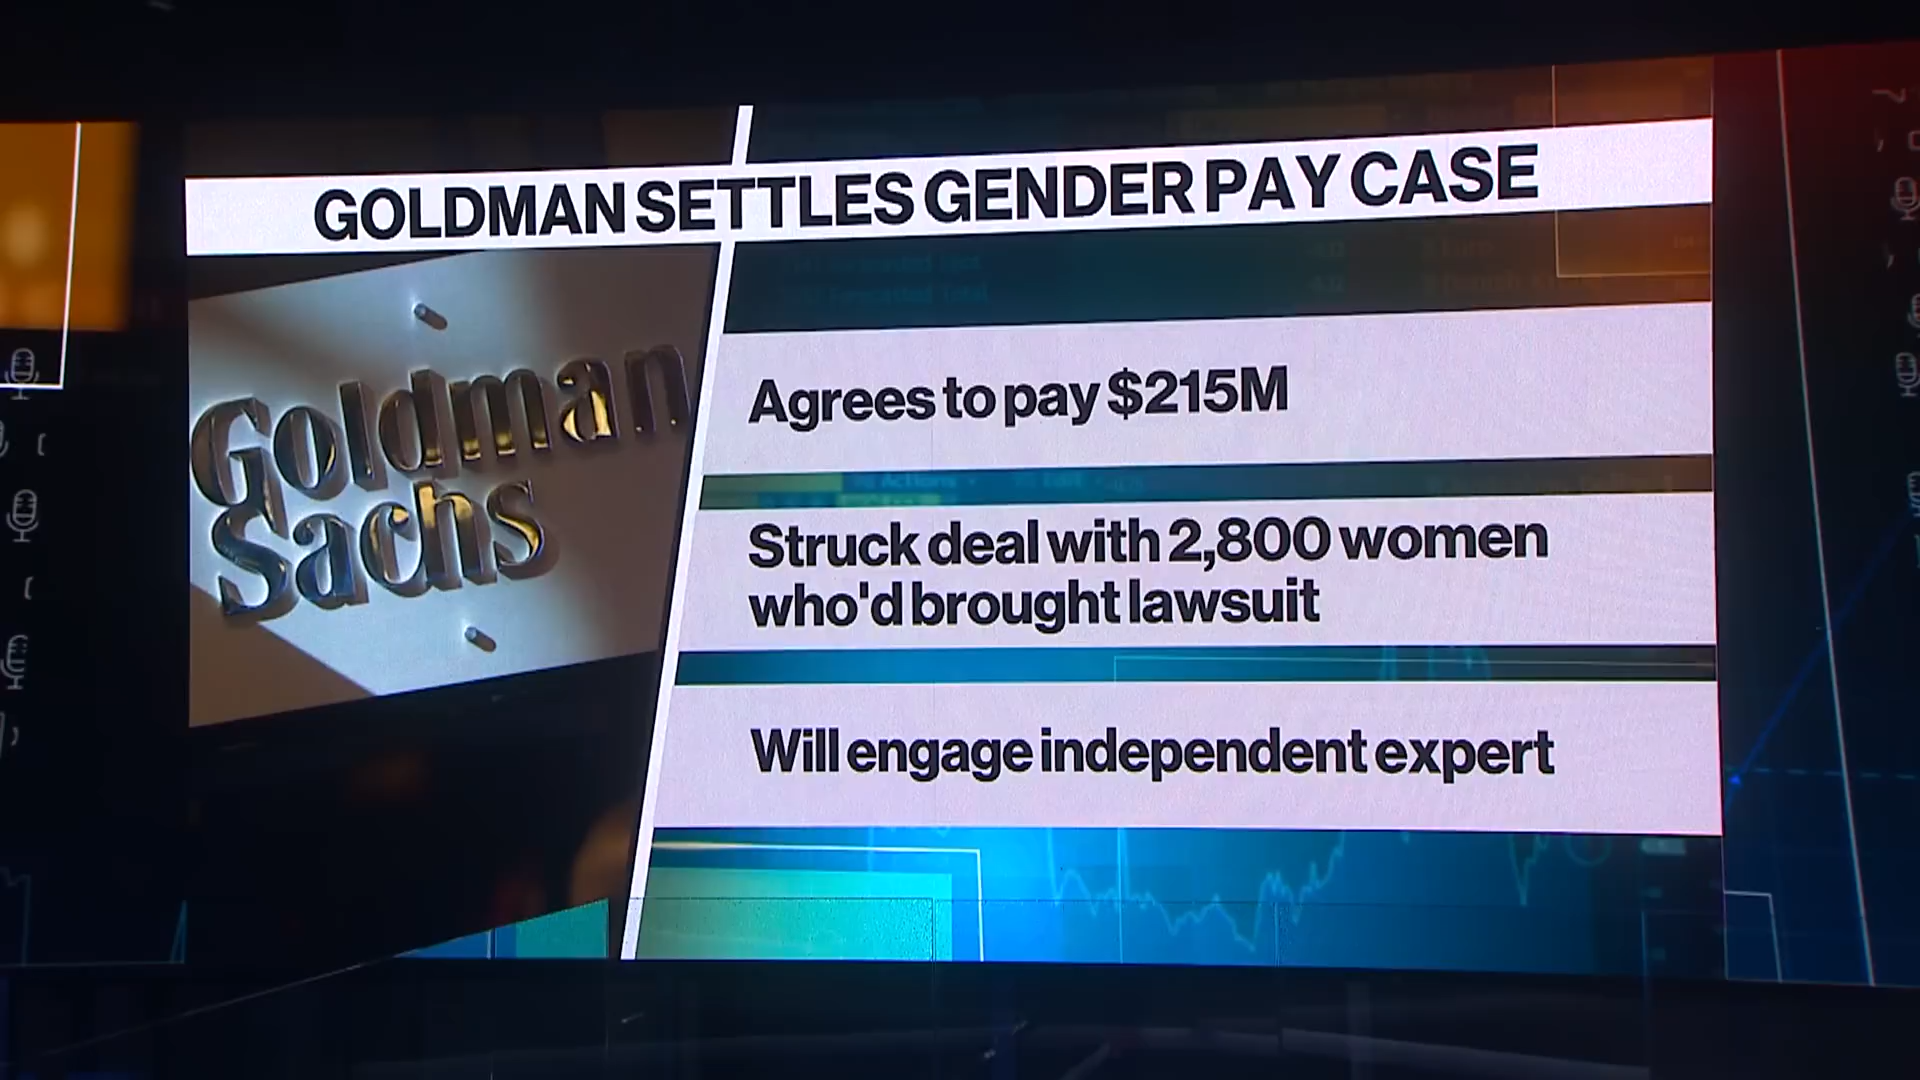 GOLDMAN SETTLES GENDER PAY CASE
Goldman
Sachs
Agrees to pay $215M
Struck deal with 2,800 women
who'd brought lawsuit
Will engage independent expert